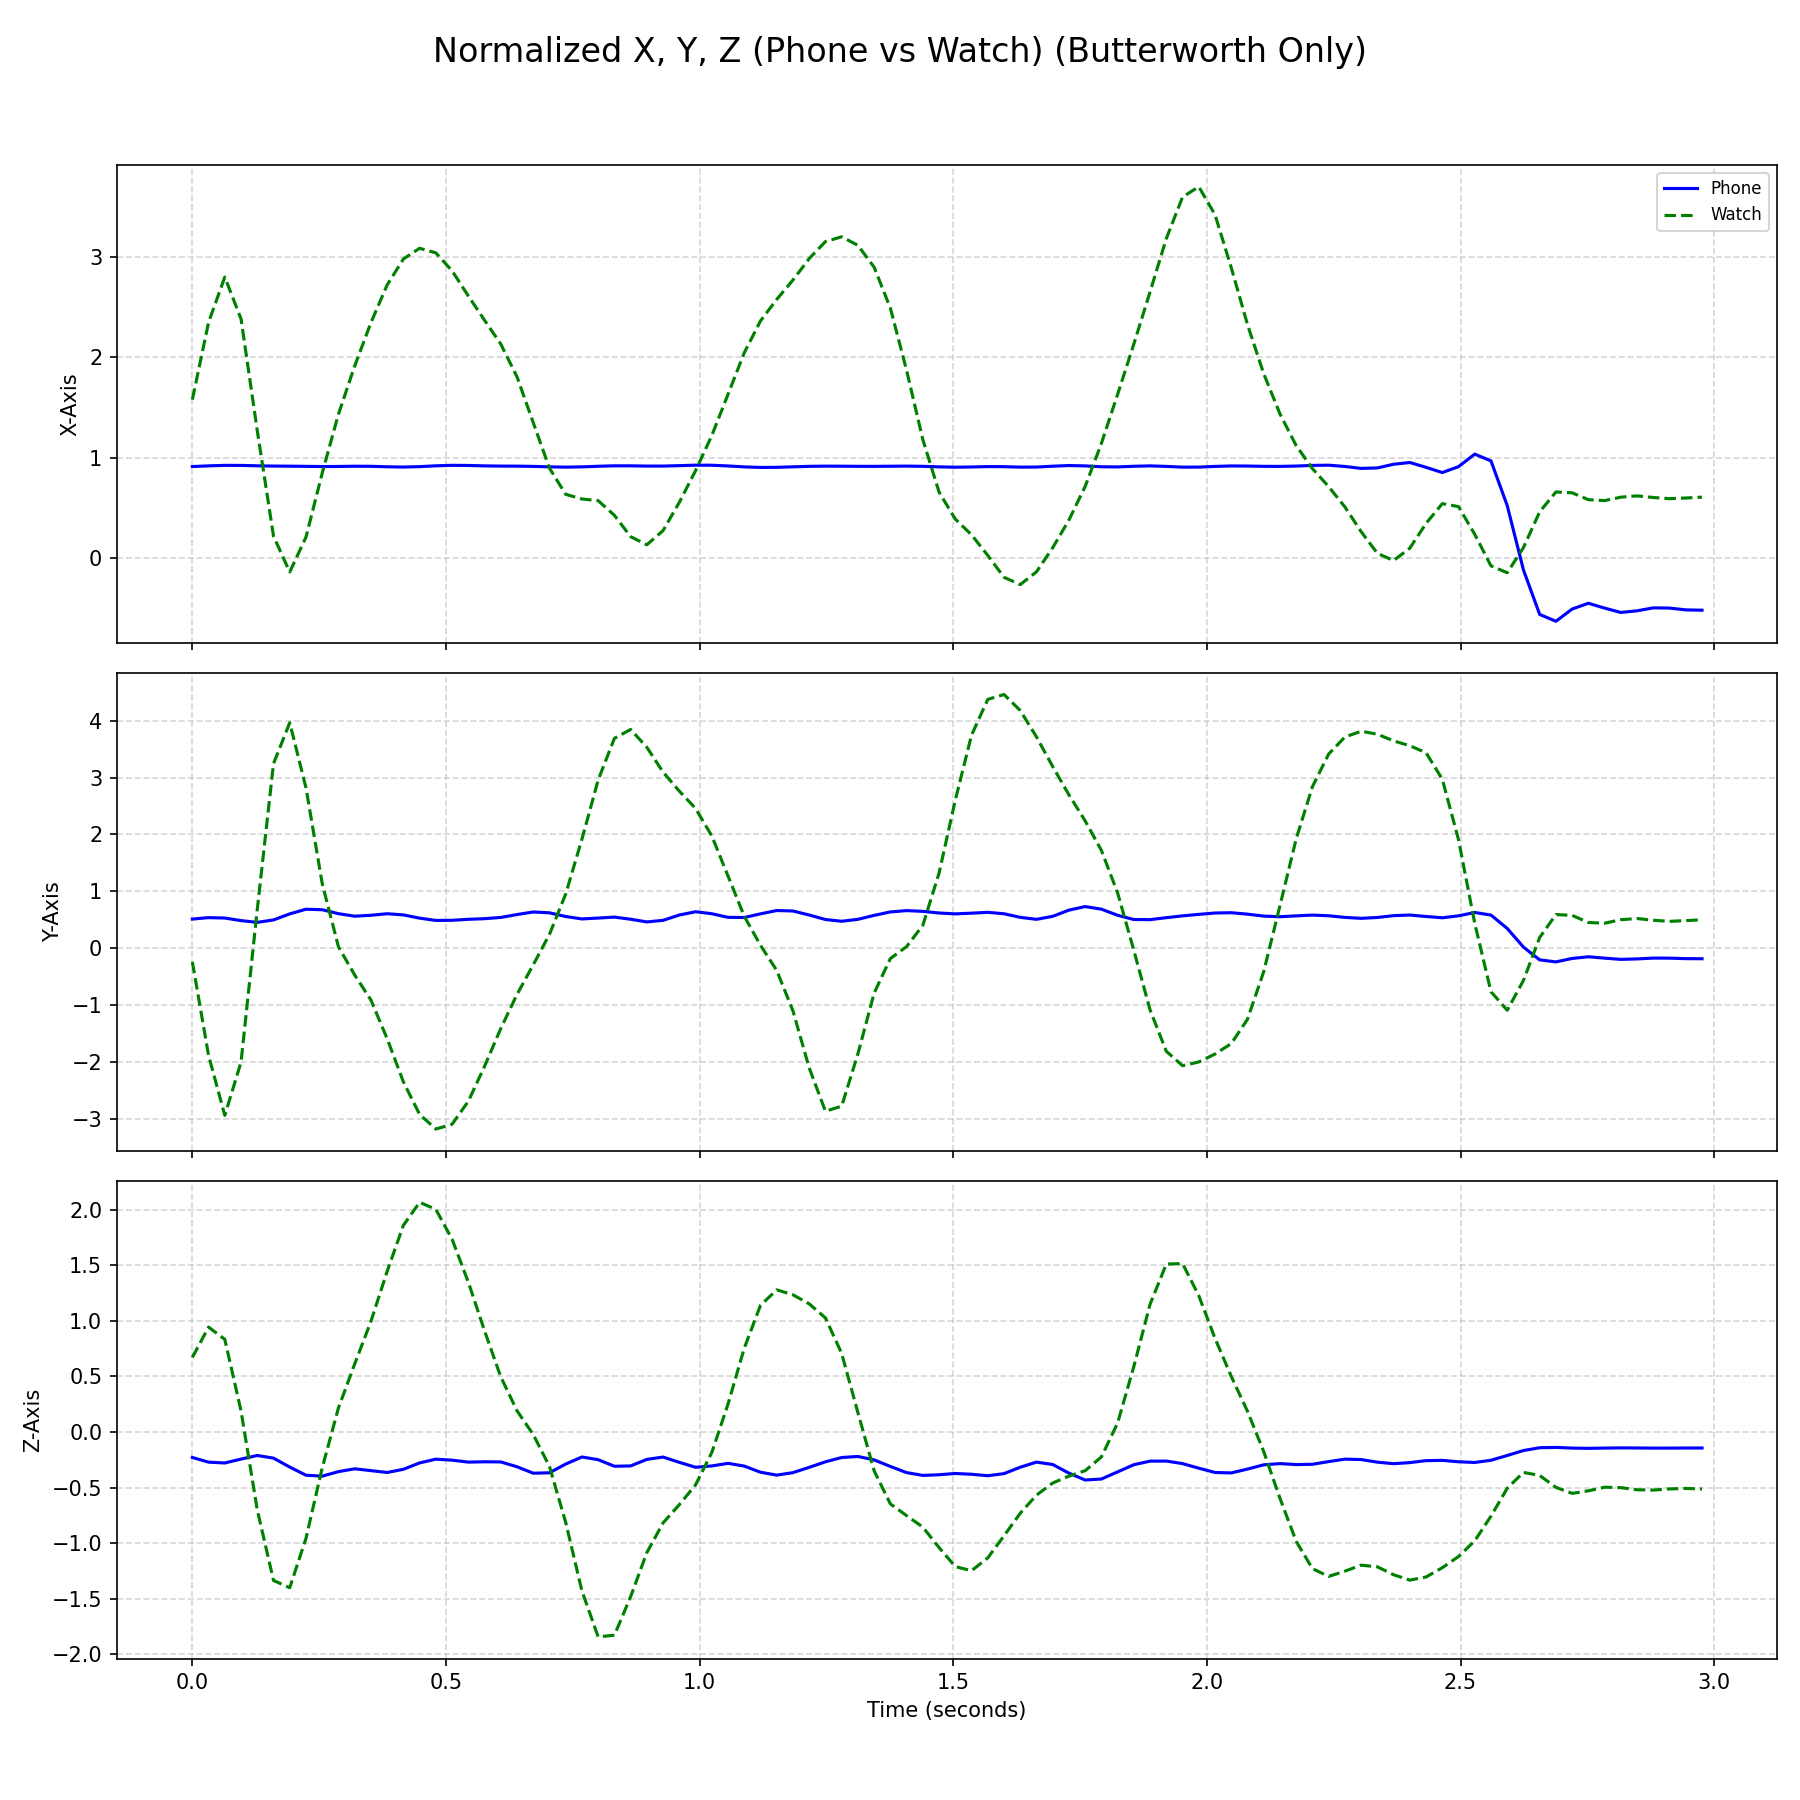 Normalized X, Y, Z (Phone vs Watch) (Butterworth Only)
Phone
Watch
X-Axis
3
2
1
0
Y-Axis
4
3
2
1
0
−1
−2
−3
Z-Axis
2.0
1.5
1.0
0.5
0.0
−0.5
−1.0
−1.5
−2.0
0.0 0.5 1.0 1.5 2.0 2.5 3.0
Time (seconds)